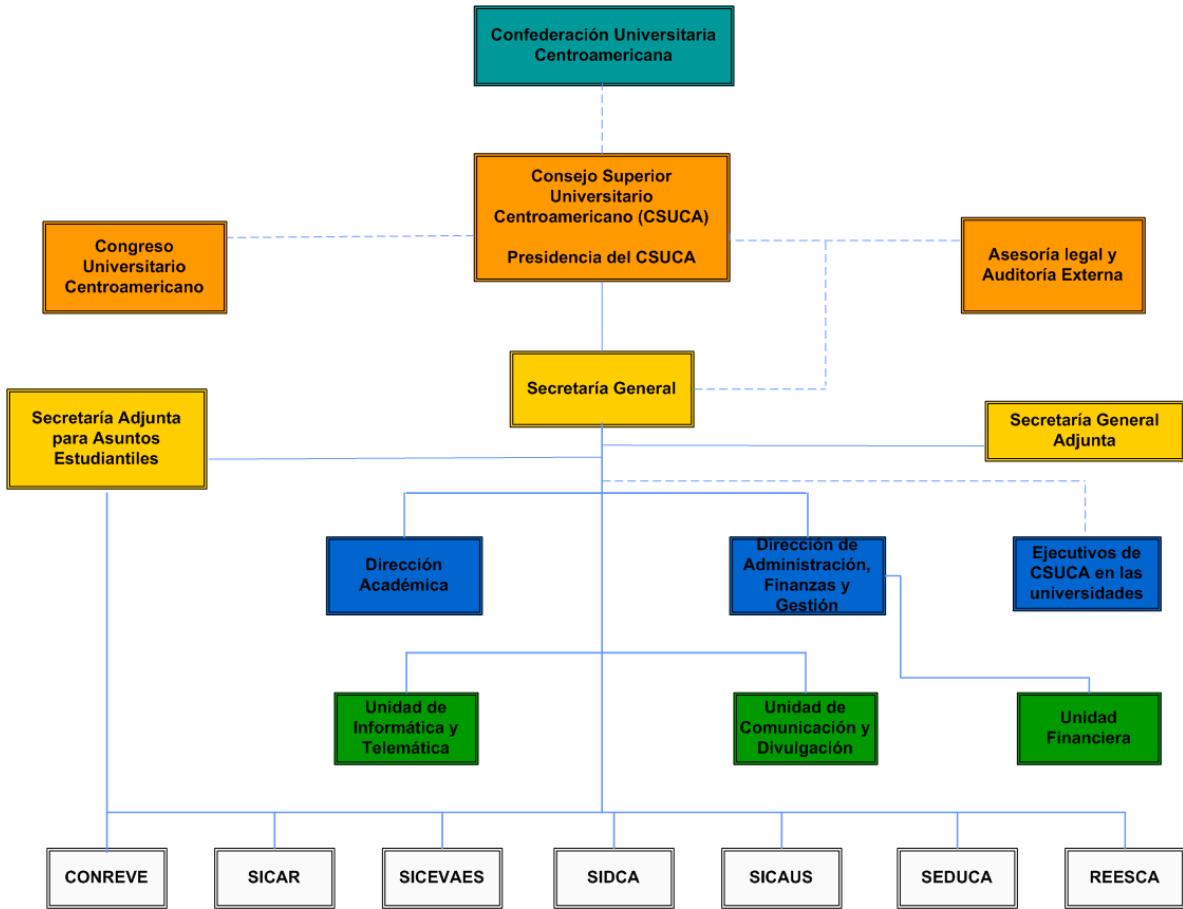 Confederación Universitaria
Centroamericana
Consejo Superior
Universitario
Centroamericano (CSUCA)
Presidencia del CSUCA
Congreso
Universitario
Centroamericano
Asesoría legal y
Auditoría Externa
Secretaría General
Secretaría Adjunta
para Asuntos
Estudiantiles
Secretaría General
Adjunta
Dirección
Académica
Dirección de
Administración,
Finanzas y
Gestión
Ejecutivos de
CSUCA en las
universidades
Unidad de
Informática y
Telemática
Unidad de
Comunicación y
Divulgación
Unidad
Financiera
CONREVE
SICAR
SICEVAES
SIDCA
SICAUS
SEDUCA
REESCA